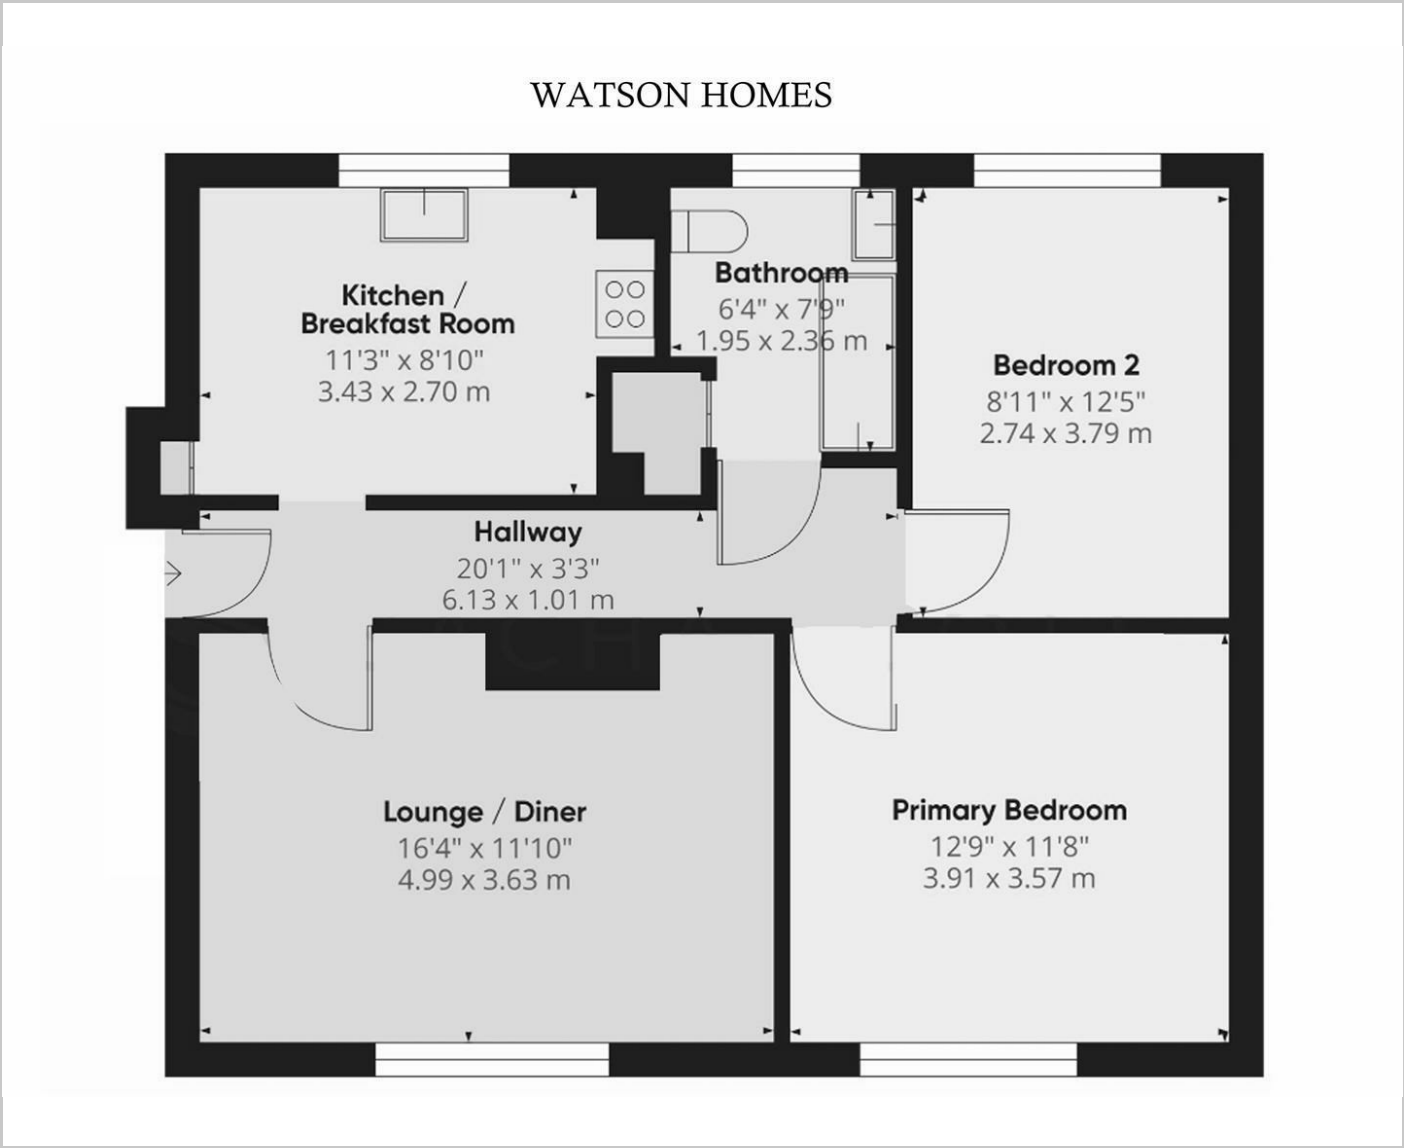 WATSON HOMES
Kitchen /
Breakfast Room
11'3" x 8'10"
3.43 x 2.70 m
Bathroom
6'4" x 7'9"
1.95 x 2.36 m
Bedroom 2
8'11" x 12'5"
2.74 x 3.79 m
Hallway
20'1" x 3'3"
6.13 x 1.01 m
Lounge / Diner
16'4" x 11'10"
4.99 x 3.63 m
Primary Bedroom
12'9" x 11'8"
3.91 x 3.57 m